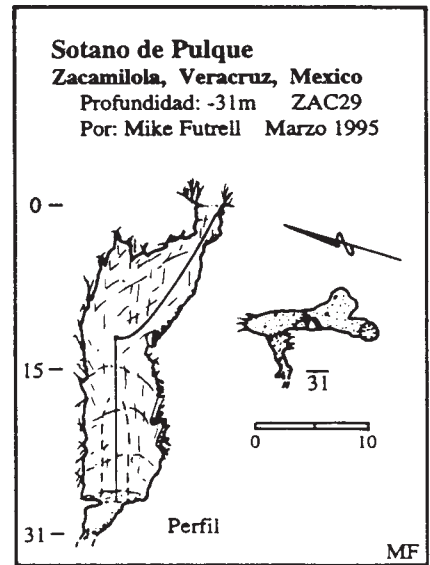 Sotano de Pulque
Zacamilola, Veracruz, Mexico
Profundidad: -31m ZAC29
Por: Mike Futrell Marzo 1995
0
15
31
31
0 10
Perfil
MF